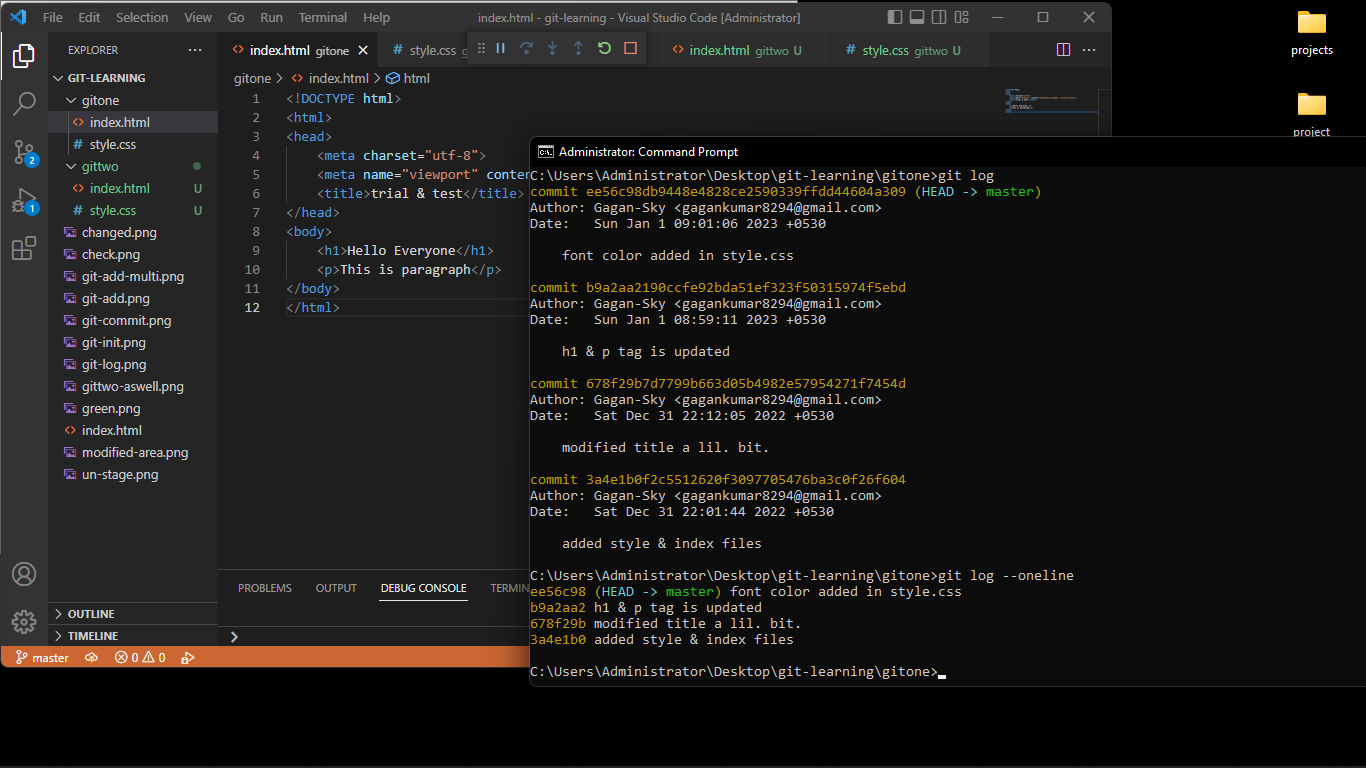 File Edit Selection View Go Run Terminal Help index.html - git-learning - Visual Studio Code [Administrator]
EXPLORER
index.html gitone
style.css
index.html gittwo U
style.css gittwo U
GIT-LEARNING
gitone
index.html
style.css
gittwo
index.html U
style.css U
changed.png
check.png
git-add-multi.png
git-add.png
git-commit.png
git-init.png
git-log.png
gittwo-aswell.png
green.png
index.html
modified-area.png
un-stage.png
OUTLINE
TIMELINE
2
1
gitone > index.html > html
1 <!DOCTYPE html>
2 <html>
3 <head>
4 <meta charset="utf-8">
5 <meta name="viewport" conten
6 <title>trial & test</title>
7 </head>
8 <body>
9 <h1>Hello Everyone</h1>
10 <p>This is paragraph</p>
11 </body>
12 </html>
PROBLEMS OUTPUT DEBUG CONSOLE TERMIN
>
master 0 0
projects
project
Administrator: Command Prompt
C:\Users\Administrator\Desktop\git-learning\gitone>git log
commit ee56c98db9448e4828ce2590339ffdd44604a309 (HEAD -> master)
Author: Gagan-Sky <gagankumar8294@gmail.com>
Date: Sun Jan 1 09:01:06 2023 +0530
font color added in style.css
commit b9a2aa2190ccfe92bda51ef323f50315974f5ebd
Author: Gagan-Sky <gagankumar8294@gmail.com>
Date: Sun Jan 1 08:59:11 2023 +0530
h1 & p tag is updated
commit 678f29b7d7799b663d05b4982e57954271f7454d
Author: Gagan-Sky <gagankumar8294@gmail.com>
Date: Sat Dec 31 22:12:05 2022 +0530
modified title a lil. bit.
commit 3a4e1b0f2c5512620f3097705476ba3c0f26f604
Author: Gagan-Sky <gagankumar8294@gmail.com>
Date: Sat Dec 31 22:01:44 2022 +0530
added style & index files
C:\Users\Administrator\Desktop\git-learning\gitone>git log --oneline
ee56c98 (HEAD -> master) font color added in style.css
b9a2aa2 h1 & p tag is updated
678f29b modified title a lil. bit.
3a4e1b0 added style & index files
C:\Users\Administrator\Desktop\git-learning\gitone>